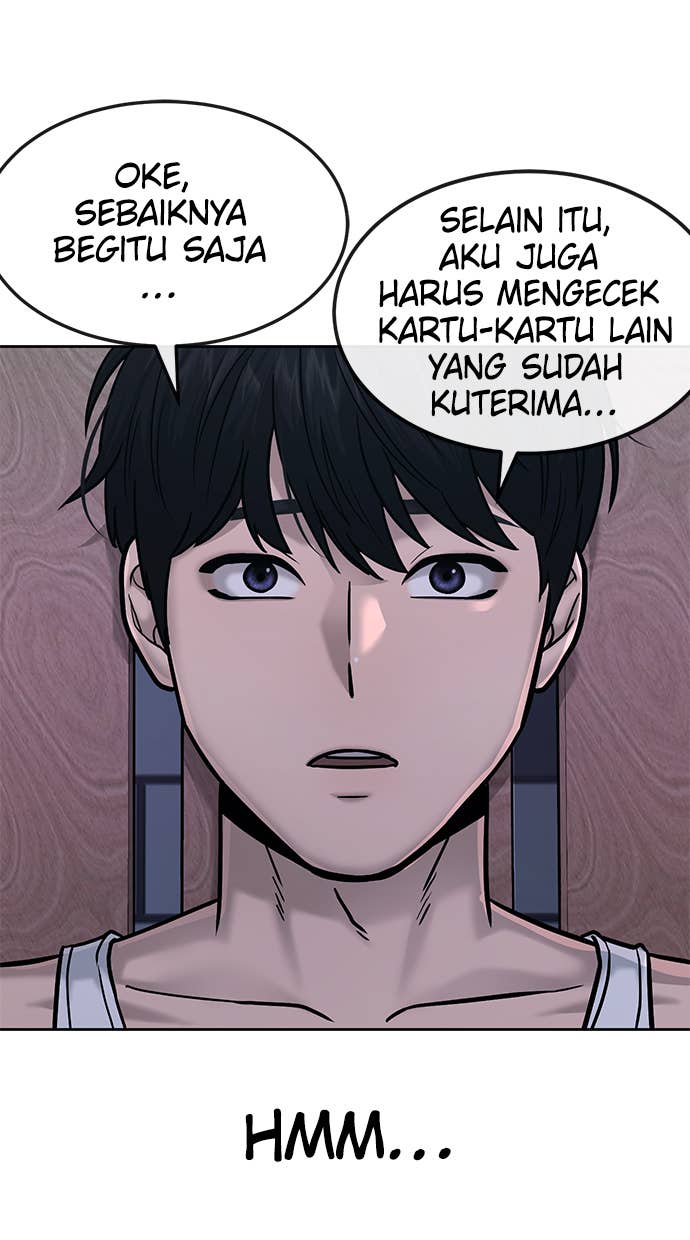 OKE,
SEBAIKNYA
BEGITU SAJA
...
SELAIN ITU,
AKU JUGA
HARUS MENGECEK
KARTU-KARTU LAIN
YANG SUDAH
KUTERIMA...
HMM...